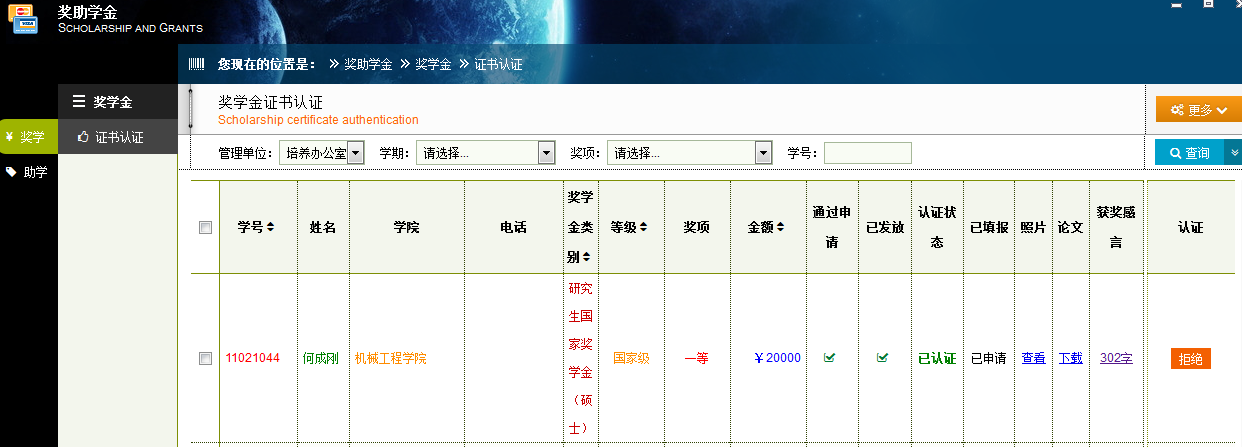 奖助学金
SCHOLARSHIP AND GRANTS
您现在的位置是： 奖助学金 奖学金 证书认证
奖学金
¥ 奖学
证书认证
助学
奖学金证书认证
Scholarship certificate authentication
更多
管理单位： 培养办公室 学期： 请选择... 奖项： 请选择... 学号：
查询
学号 姓名 学院 电话 奖学金类别 等级 奖项 金额 通过申请 已发放 认证状态 已填报 照片 论文 获奖感言 认证
11021044 何成刚 机械工程学院 研究生国家奖学金（硕士） 国家级 一等 ￥20000 已认证 已申请 查看 下载 302字 拒绝